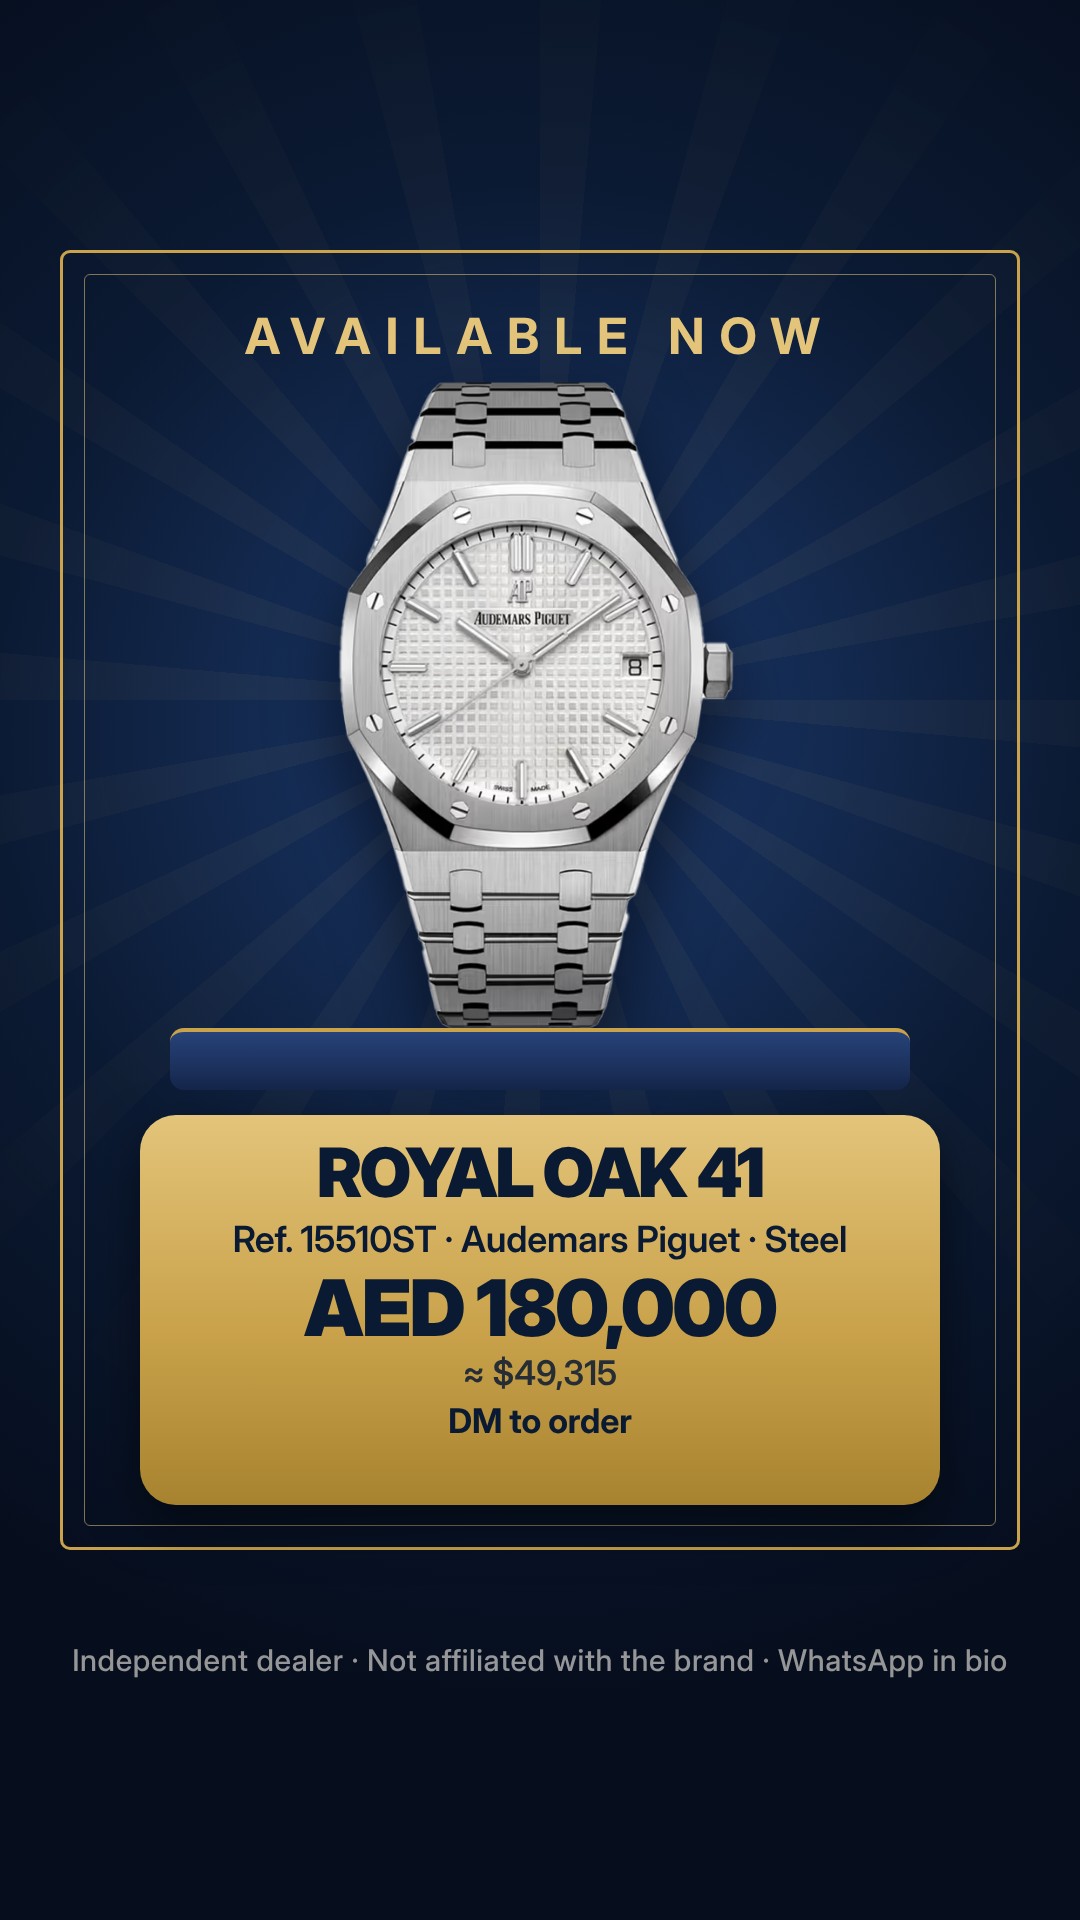 AVAILABLE NOW
AP
AUDEMARS PIGUET
8
SWISS MADE
ROYAL OAK 41
Ref. 15510ST · Audemars Piguet · Steel
AED 180,000
≈ $49,315
DM to order
Independent dealer · Not affiliated with the brand · WhatsApp in bio